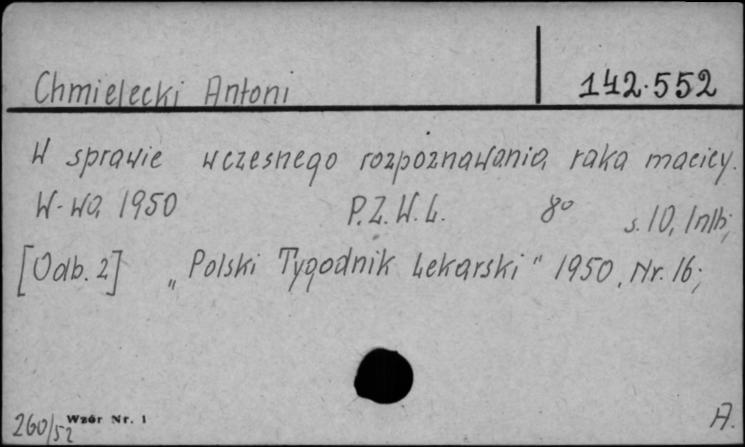 Chmielecki Antoni 142.552
W sprawie wczesnego rozpoznawania raka macicy.
W-wa 1950 P.Z.W.L. 8° s. 10, 1nlb;
[Odb. z] „Polski Tygodnik Lekarski" 1950, Nr. 16;
260/52 Wzór Nr. 1 A.